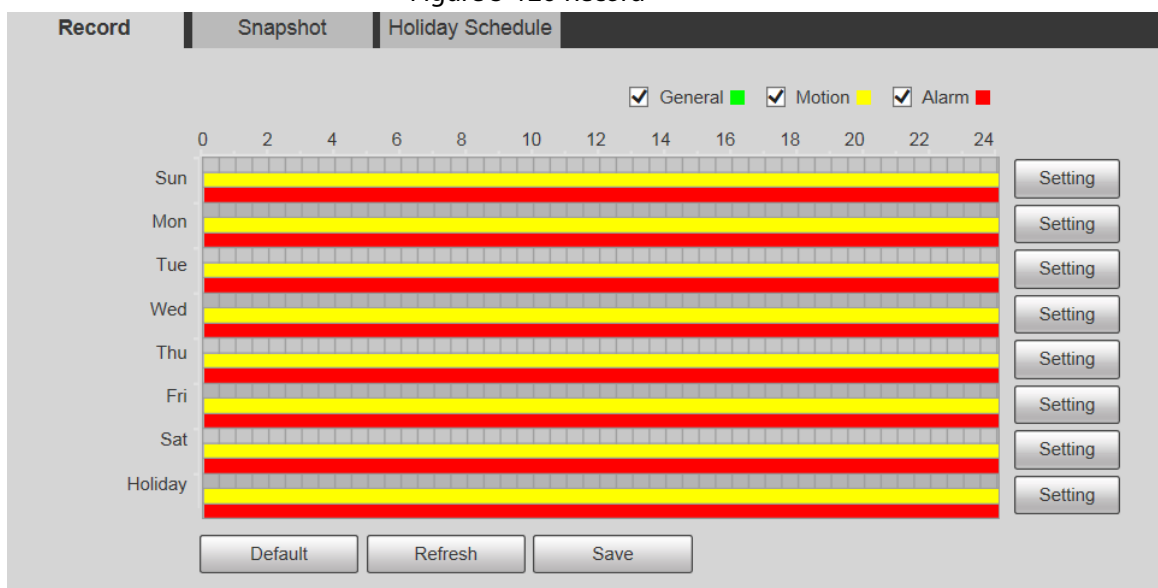 Record Snapshot Holiday Schedule
General Motion Alarm
0 2 4 6 8 10 12 14 16 18 20 22 24
Sun Setting
Mon Setting
Tue Setting
Wed Setting
Thu Setting
Fri Setting
Sat Setting
Holiday Setting
Default Refresh Save